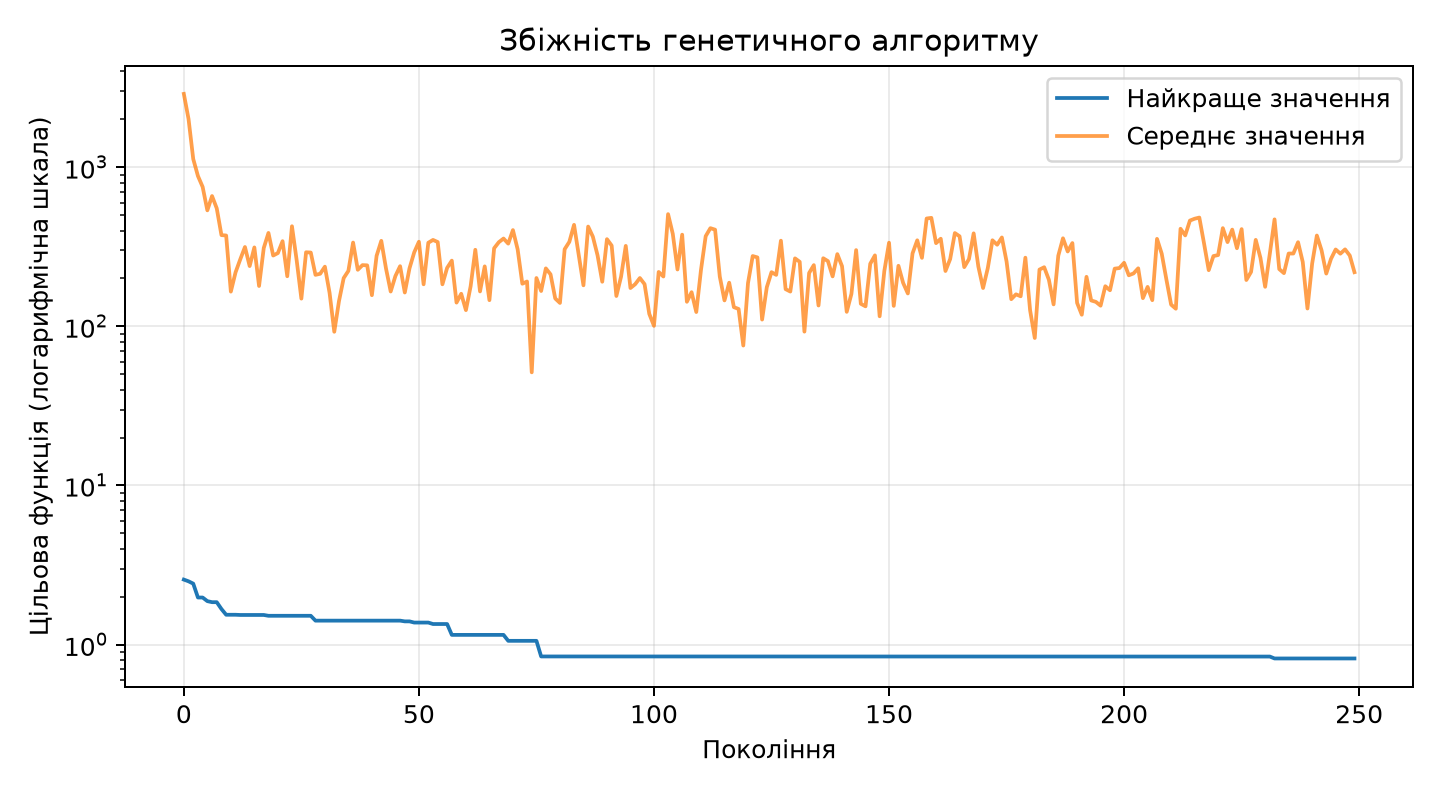 Збіжність генетичного алгоритму
Найкраще значення
Середнє значення
Цільова функція (логарифмічна шкала)
10³
10²
10¹
10⁰
0 50 100 150 200 250
Покоління